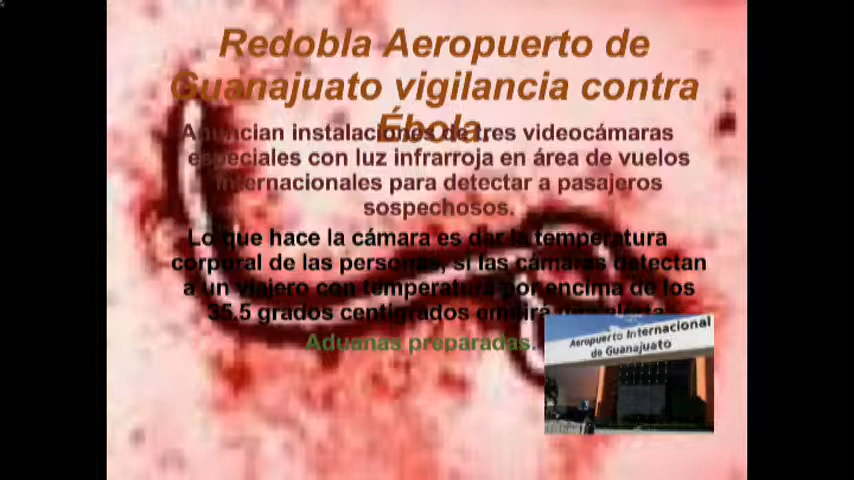 Redobla Aeropuerto de
Guanajuato vigilancia contra
Ébola.
Anuncian instalaciones de tres videocámaras
especiales con luz infrarroja en área de vuelos
internacionales para detectar a pasajeros
sospechosos.
Lo que hace la cámara es dar la temperatura
corporal de las personas, si las cámaras detectan
a un viajero con temperatura por encima de los
35.5 grados centígrados emitirá una alerta
Aduanas preparadas.
Aeropuerto Internacional
de Guanajuato